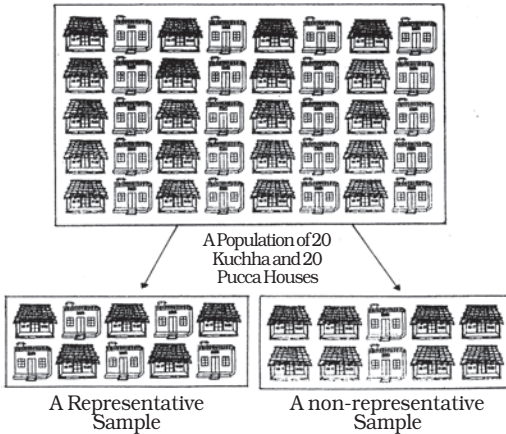 A Population of 20
Kuchha and 20
Pucca Houses
A Representative
Sample
A non-representative
Sample